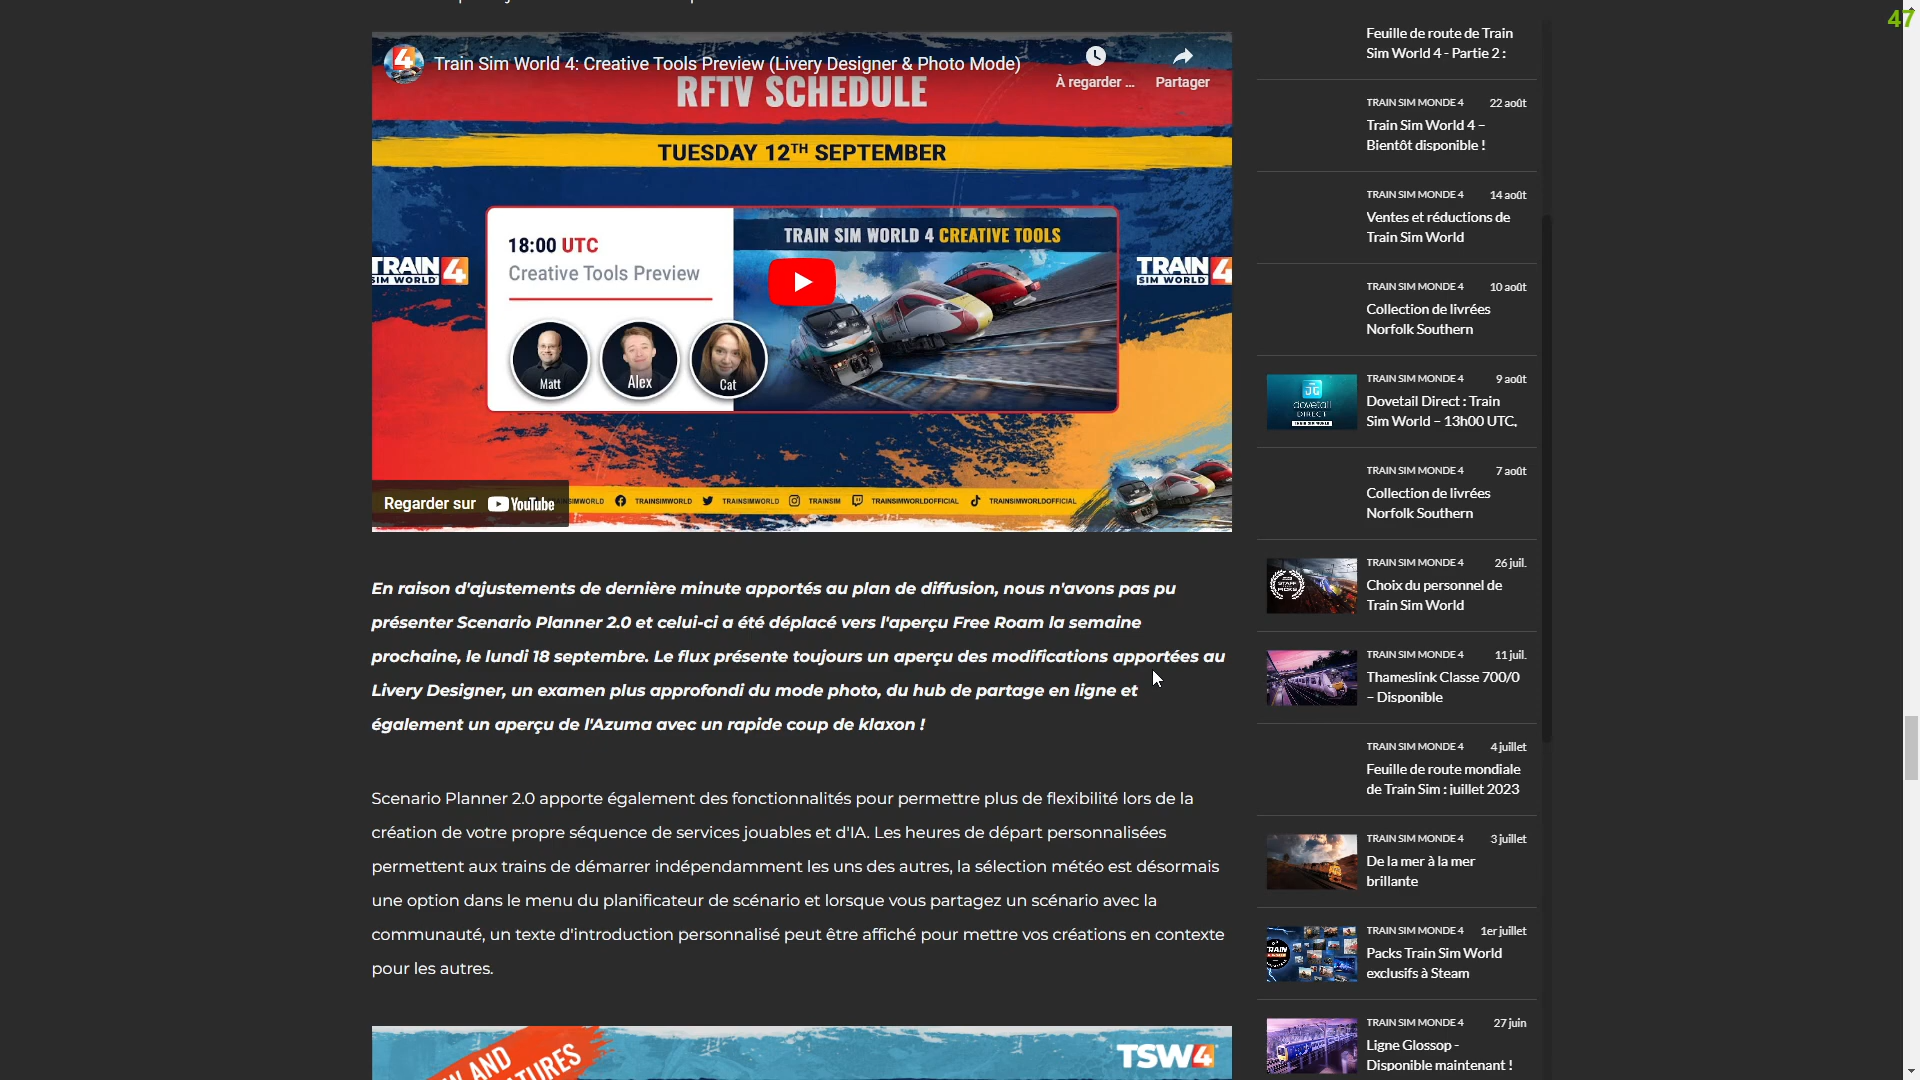 47
Train Sim World 4: Creative Tools Preview (Livery Designer & Photo Mode)
À regarder ...
Partager
RFTV SCHEDULE
TUESDAY 12TH SEPTEMBER
18:00 UTC
Creative Tools Preview
TRAIN SIM WORLD 4 CREATIVE TOOLS
TRAIN SIM WORLD 4
TRAIN SIM WORLD 4
Matt
Alex
Cat
Regarder sur YouTube
TRAINSIMWORLD
TRAINSIMWORLD
TRAINSIM
TRAINSIMWORLDOFFICIAL
TRAINSIMWORLDOFFICIAL
En raison d'ajustements de dernière minute apportés au plan de diffusion, nous n'avons pas pu
présenter Scenario Planner 2.0 et celui-ci a été déplacé vers l'aperçu Free Roam la semaine
prochaine, le lundi 18 septembre. Le flux présente toujours un aperçu des modifications apportées au
Livery Designer, un examen plus approfondi du mode photo, du hub de partage en ligne et
également un aperçu de l'Azuma avec un rapide coup de klaxon !
Scenario Planner 2.0 apporte également des fonctionnalités pour permettre plus de flexibilité lors de la
création de votre propre séquence de services jouables et d'IA. Les heures de départ personnalisées
permettent aux trains de démarrer indépendamment les uns des autres, la sélection météo est désormais
une option dans le menu du planificateur de scénario et lorsque vous partagez un scénario avec la
communauté, un texte d'introduction personnalisé peut être affiché pour mettre vos créations en contexte
pour les autres.
TSW4
Feuille de route de Train
Sim World 4 - Partie 2 :
TRAIN SIM MONDE 4 22 août
Train Sim World 4 –
Bientôt disponible !
TRAIN SIM MONDE 4 14 août
Ventes et réductions de
Train Sim World
TRAIN SIM MONDE 4 10 août
Collection de livrées
Norfolk Southern
TRAIN SIM MONDE 4 9 août
dovetail
DIRECT
Dovetail Direct : Train
Sim World – 13h00 UTC,
TRAIN SIM MONDE 4 7 août
Collection de livrées
Norfolk Southern
TRAIN SIM MONDE 4 26 juil.
Choix du personnel de
Train Sim World
TRAIN SIM MONDE 4 11 juil.
Thameslink Classe 700/0
– Disponible
TRAIN SIM MONDE 4 4 juillet
Feuille de route mondiale
de Train Sim : juillet 2023
TRAIN SIM MONDE 4 3 juillet
De la mer à la mer
brillante
TRAIN SIM MONDE 4 1er juillet
Packs Train Sim World
exclusifs à Steam
TRAIN SIM MONDE 4 27 juin
Ligne Glossop -
Disponible maintenant !